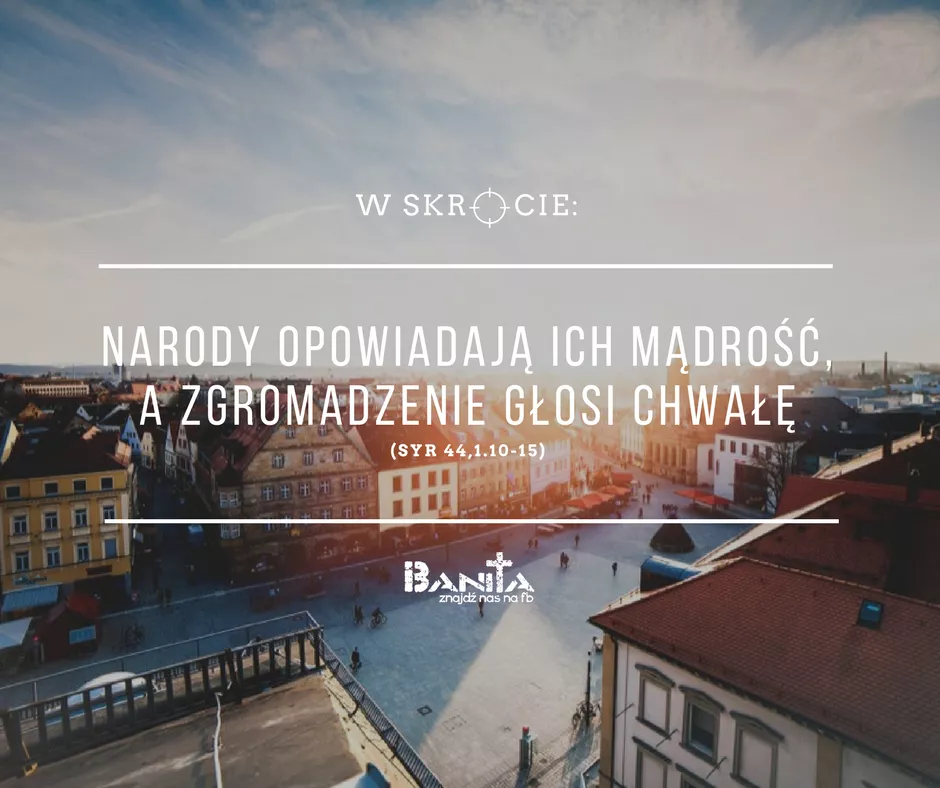 W SKRÓCIE:
NARODY OPOWIADAJĄ ICH MĄDROŚĆ,
A ZGROMADZENIE GŁOSI CHWAŁĘ
(SYR 44,1.10-15)
BANITA
znajdź nas na fb